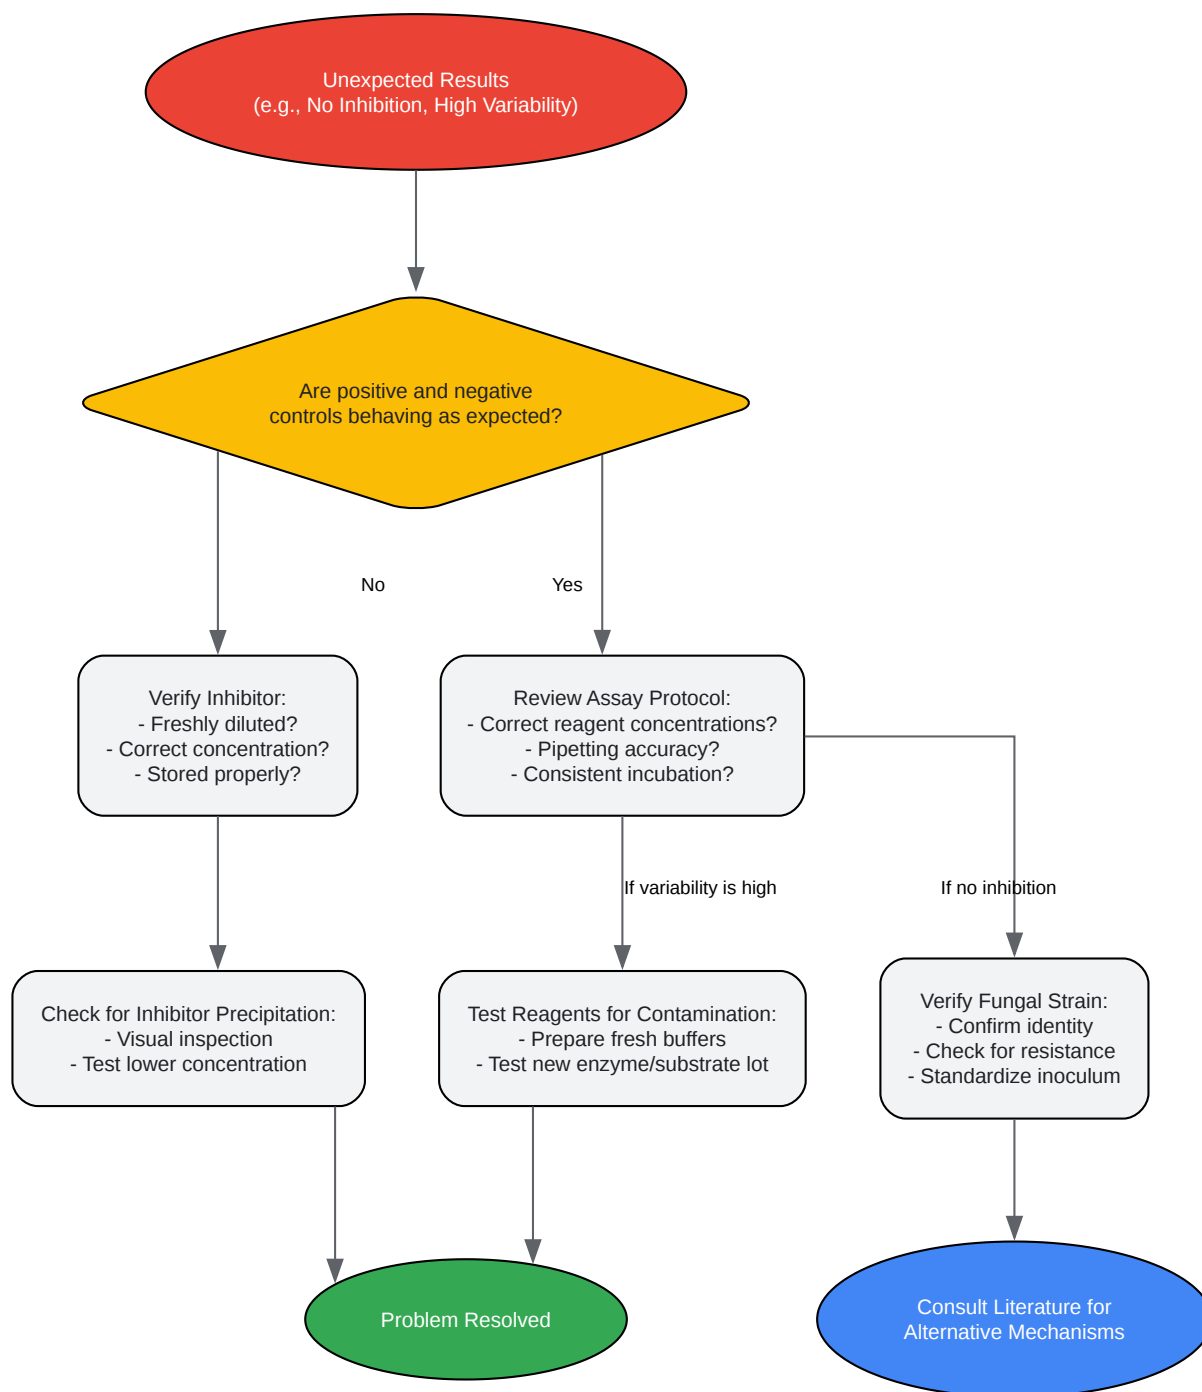 Unexpected Results
(e.g., No Inhibition, High Variability)
Are positive and negative
controls behaving as expected?
No
Yes
Verify Inhibitor:
- Freshly diluted?
- Correct concentration?
- Stored properly?
Review Assay Protocol:
- Correct reagent concentrations?
- Pipetting accuracy?
- Consistent incubation?
If variability is high
If no inhibition
Check for Inhibitor Precipitation:
- Visual inspection
- Test lower concentration
Test Reagents for Contamination:
- Prepare fresh buffers
- Test new enzyme/substrate lot
Verify Fungal Strain:
- Confirm identity
- Check for resistance
- Standardize inoculum
Problem Resolved
Consult Literature for
Alternative Mechanisms